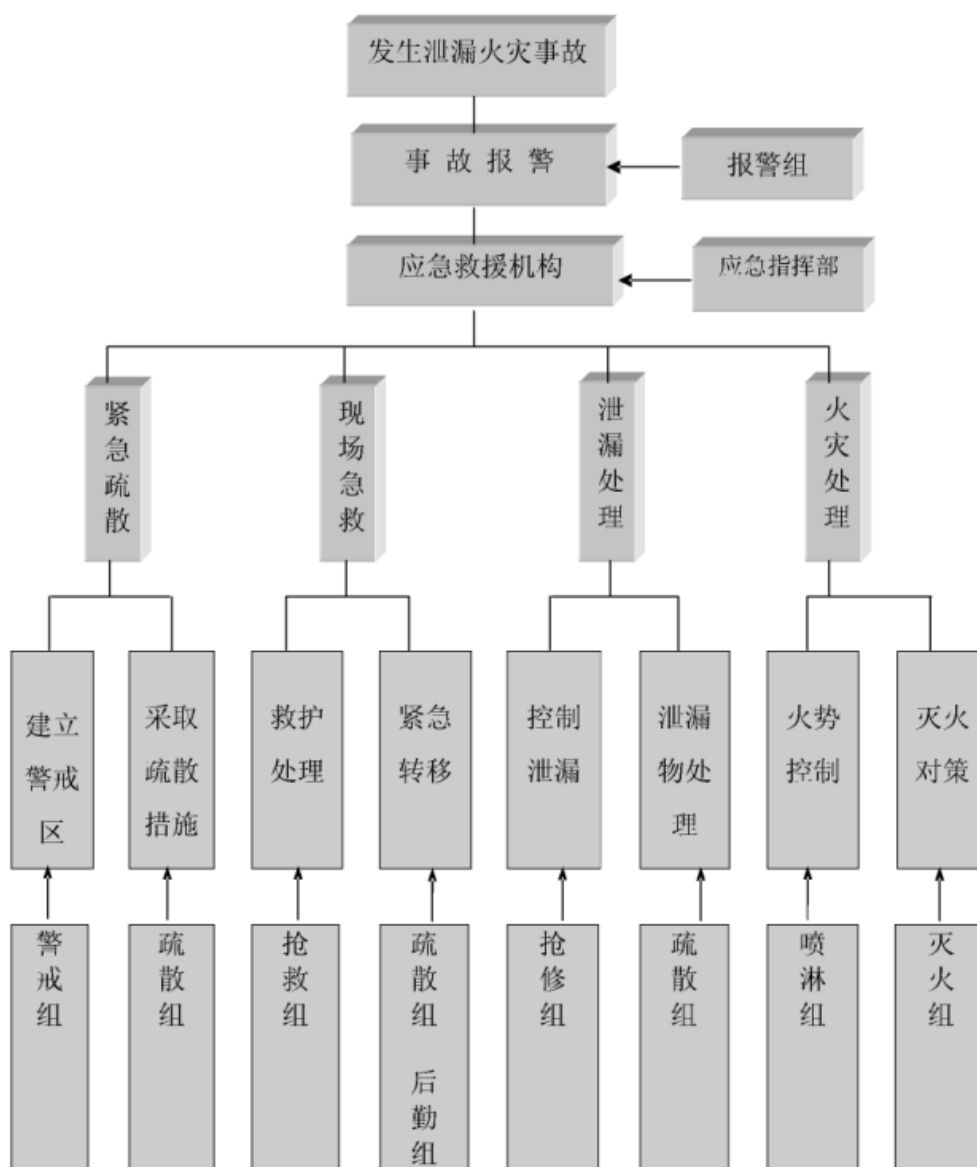 发生泄漏火灾事故
事 故 报 警
报警组
应急救援机构
应急指挥部
紧急疏散
现场急救
泄漏处理
火灾处理
建立
警戒
区
采取
疏散
措施
救护
处理
紧急
转移
控制
泄漏
泄漏
物处
理
火势
控制
灭火
对策
警戒组
疏散组
抢救组
疏散组
后勤组
抢修组
疏散组
喷淋组
灭火组